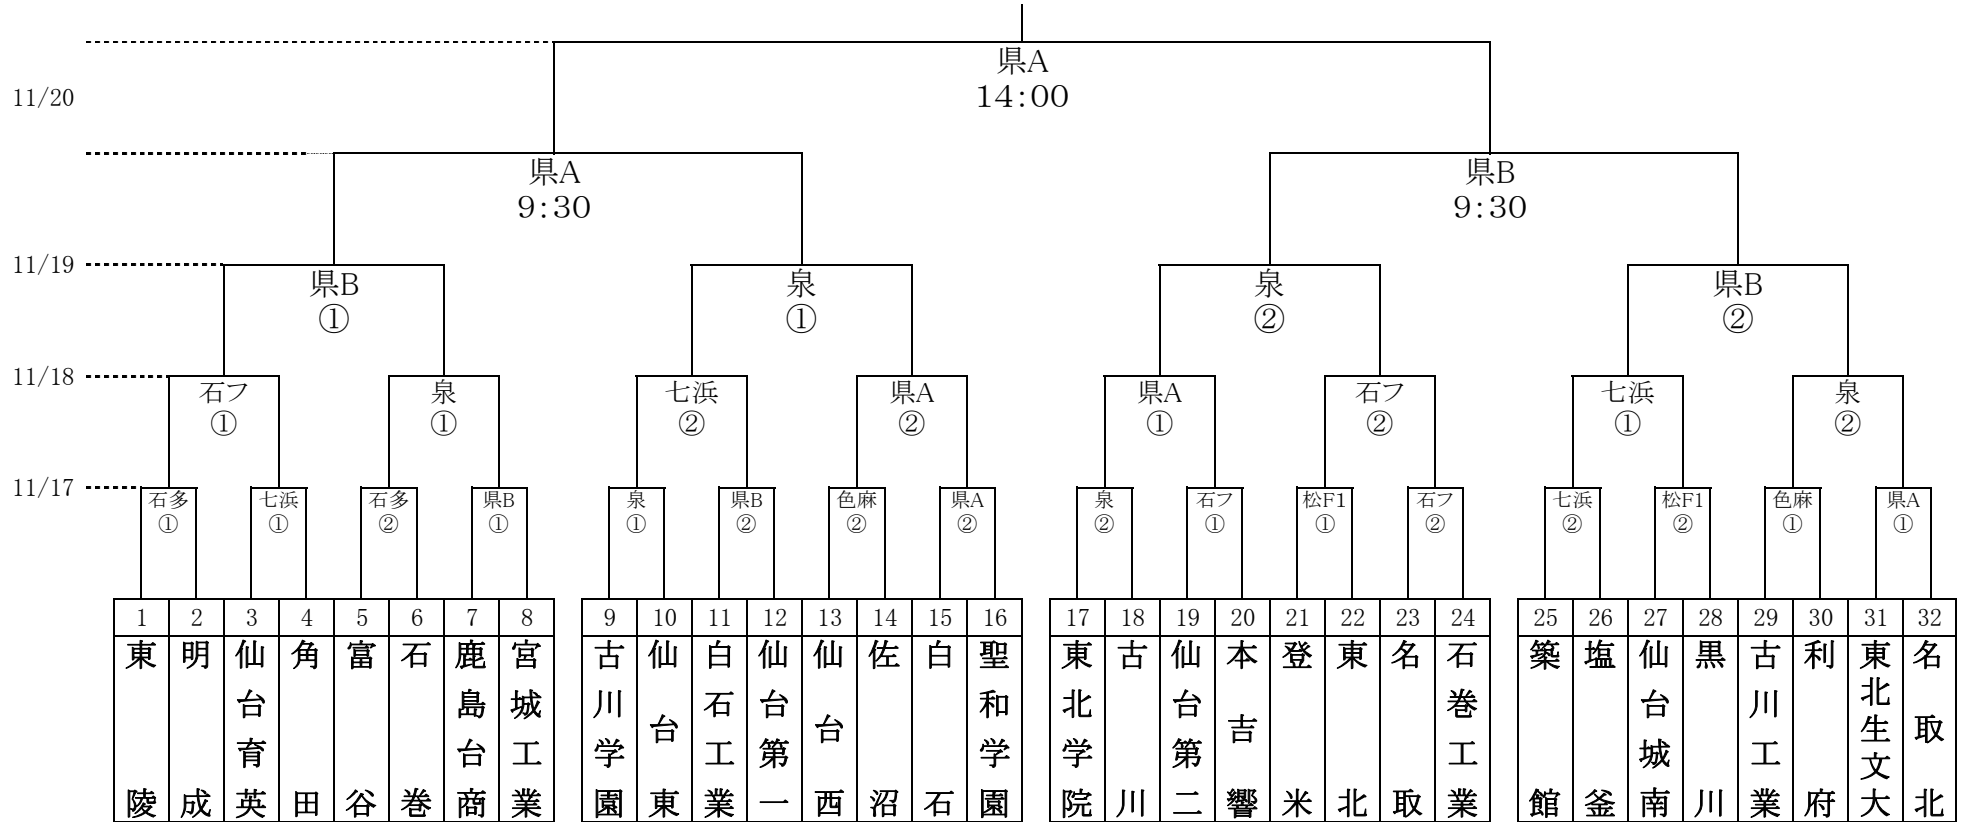 県A
14:00
11/20
県A
9:30
県B
9:30
11/19
県B
①
泉
①
泉
②
県B
②
11/18
石フ
①
泉
①
七浜
②
県A
②
県A
①
石フ
②
七浜
①
泉
②
11/17
石多
①
七浜
①
石多
②
県B
①
泉
①
県B
②
色麻
②
県A
②
泉
②
石フ
①
松F1
①
石フ
②
七浜
②
松F1
②
色麻
①
県A
①
1 2 3 4 5 6 7 8 9 10 11 12 13 14 15 16 17 18 19 20 21 22 23 24 25 26 27 28 29 30 31 32
東陵
明成
仙台育英
角田
富谷
石巻
鹿島台商
宮城工業
古川学園
仙台東
白石工業
仙台第一
仙台西
佐沼
白石
聖和学園
東北学院
古川
仙台第二
本吉響
登米
東北
名取
石巻工業
築館
塩釜
仙台城南
黒川
古川工業
利府
東北生文大
名取北